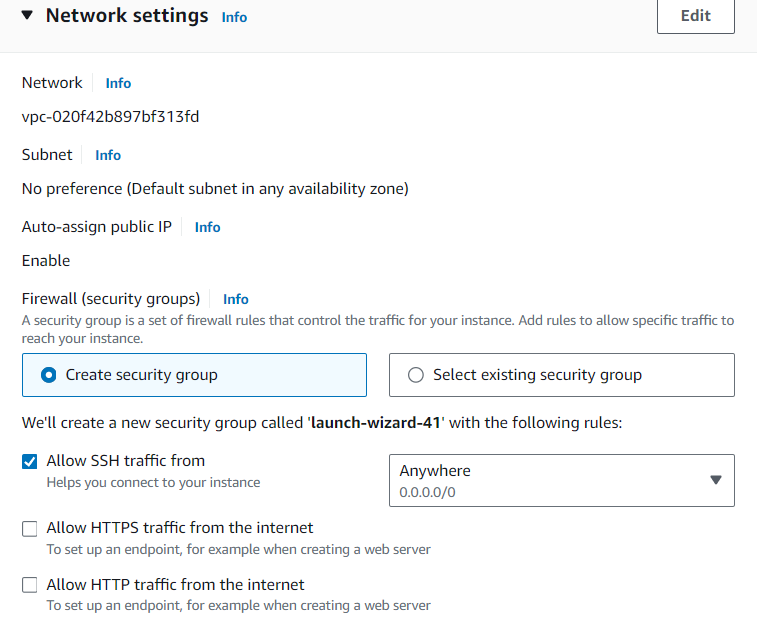 Network settings Info
Edit
Network Info
vpc-020f42b897bf313fd
Subnet Info
No preference (Default subnet in any availability zone)
Auto-assign public IP Info
Enable
Firewall (security groups) Info
A security group is a set of firewall rules that control the traffic for your instance. Add rules to allow specific traffic to
reach your instance.
Create security group
Select existing security group
We'll create a new security group called 'launch-wizard-41' with the following rules:
Allow SSH traffic from
Helps you connect to your instance
Anywhere
0.0.0.0/0
Allow HTTPS traffic from the internet
To set up an endpoint, for example when creating a web server
Allow HTTP traffic from the internet
To set up an endpoint, for example when creating a web server